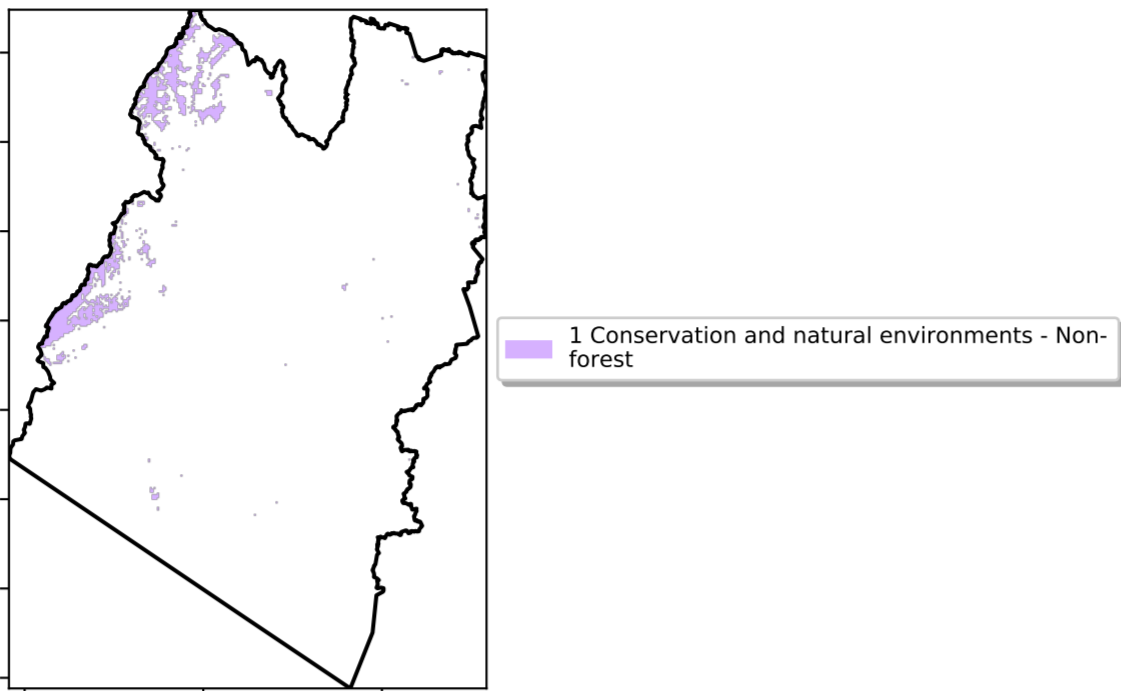 1 Conservation and natural environments - Non-
forest